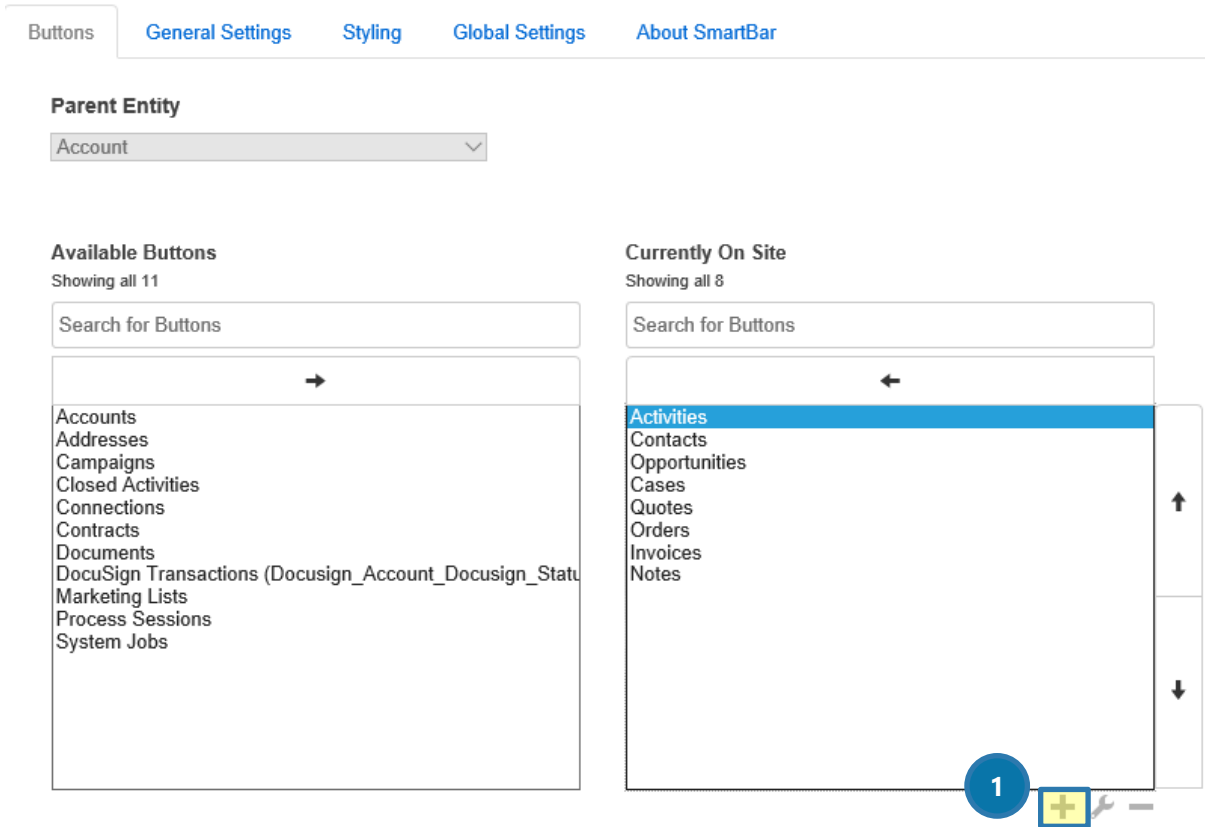 Buttons General Settings Styling Global Settings About SmartBar
Parent Entity
Account
Available Buttons
Showing all 11
Search for Buttons
Accounts
Addresses
Campaigns
Closed Activities
Connections
Contracts
Documents
DocuSign Transactions (Docusign_Account_Docusign_Statu
Marketing Lists
Process Sessions
System Jobs
Currently On Site
Showing all 8
Search for Buttons
Activities
Contacts
Opportunities
Cases
Quotes
Orders
Invoices
Notes
1